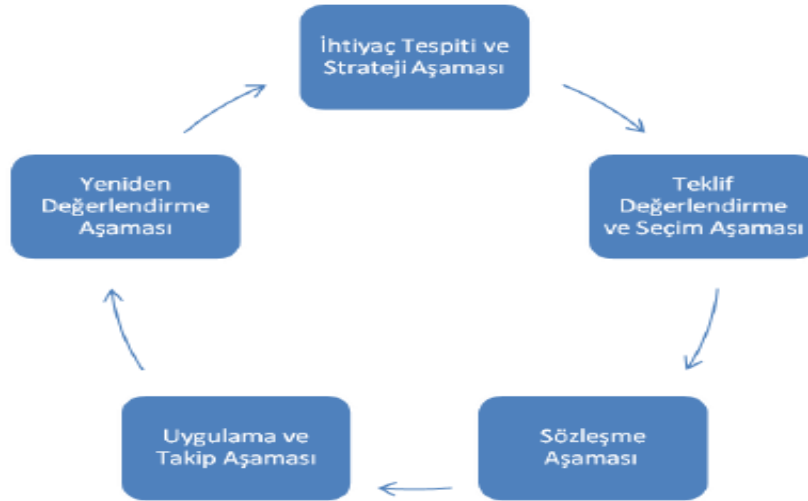 İhtiyaç Tespiti ve
Strateji Aşaması
Teklif
Değerlendirme
ve Seçim Aşaması
Sözleşme
Aşaması
Uygulama ve
Takip Aşaması
Yeniden
Değerlendirme
Aşaması